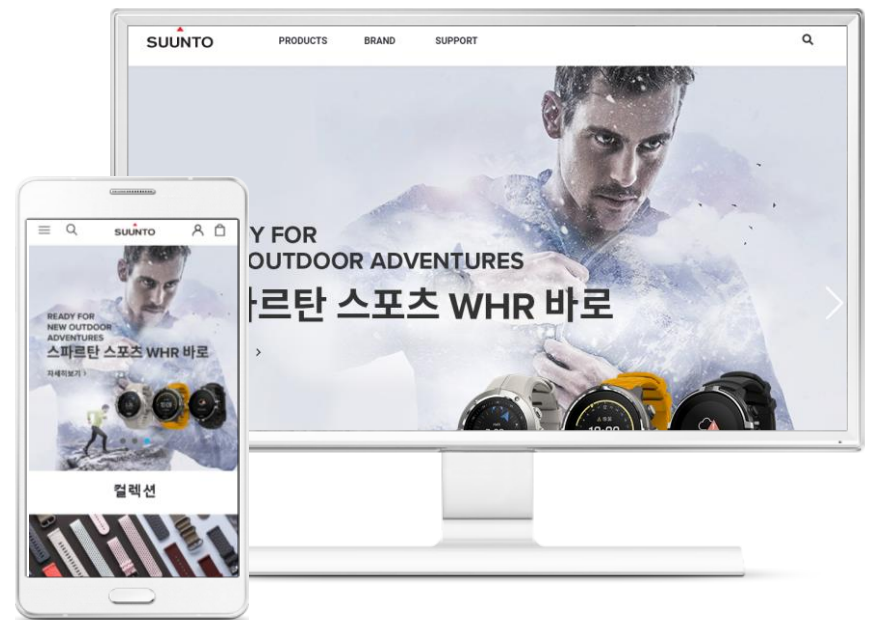 SUUNTO
PRODUCTS BRAND SUPPORT
Y FOR
OUTDOOR ADVENTURES
파르탄 스포츠 WHR 바로
SUUNTO
READY FOR
NEW OUTDOOR
ADVENTURES
스파르탄 스포츠 WHR 바로
자세히보기
컬렉션